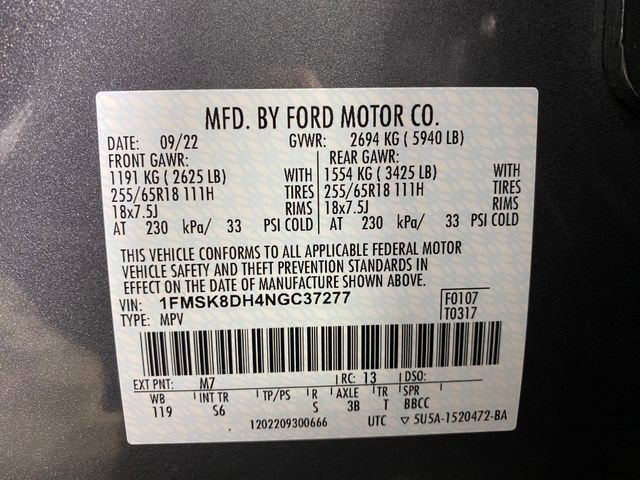 MFD. BY FORD MOTOR CO.
DATE: 09/22 GVWR: 2694 KG ( 5940 LB)
FRONT GAWR: REAR GAWR:
1191 KG ( 2625 LB) WITH 1554 KG ( 3425 LB) WITH
255/65R18 111H TIRES 255/65R18 111H TIRES
18x7.5J RIMS 18x7.5J RIMS
AT 230 kPa/ 33 PSI COLD AT 230 kPa/ 33 PSI COLD
THIS VEHICLE CONFORMS TO ALL APPLICABLE FEDERAL MOTOR
VEHICLE SAFETY AND THEFT PREVENTION STANDARDS IN
EFFECT ON THE DATE OF MANUFACTURE SHOWN ABOVE.
VIN: 1FMSK8DH4NGC37277 F0107
TYPE: MPV T0317
EXT PNT: M7 RC: 13 DSO:
WB INT TR TP/PS R AXLE TR SPR
119 S6 S 3B T BBCC
1202209300666 UTC ▽ 5U5A-1520472-BA